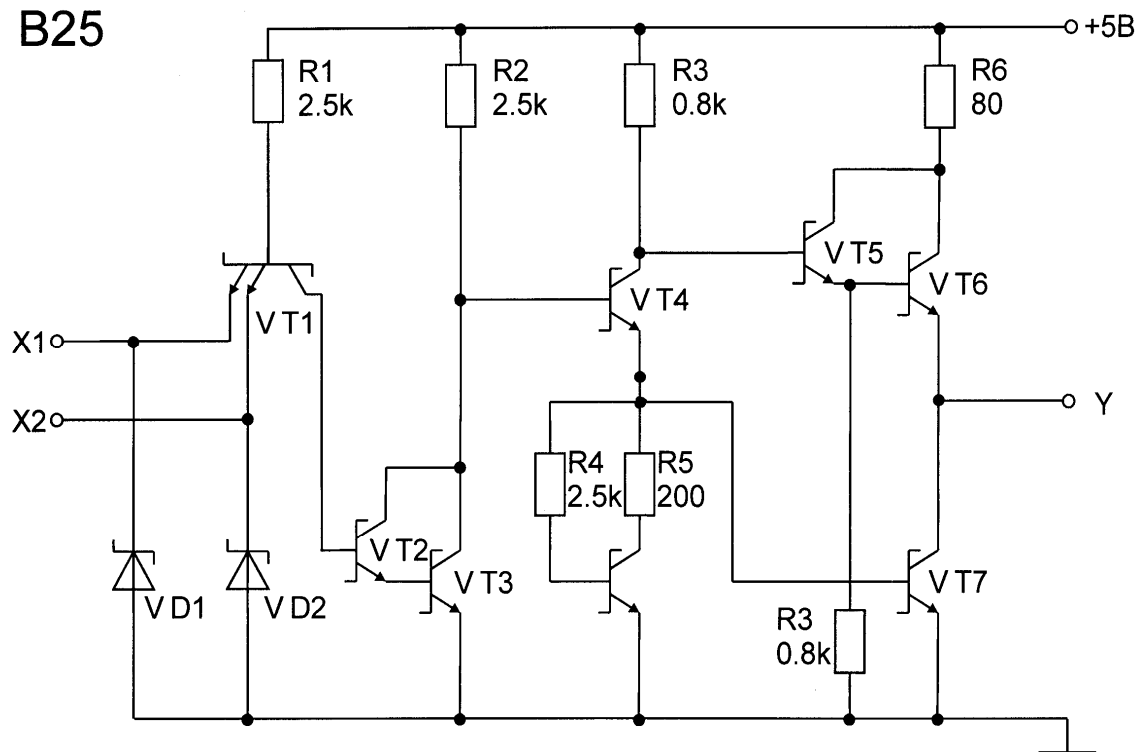 B25
+5В
R1
2.5k
R2
2.5k
R3
0.8k
R6
80
VT1
VT4
VT5
VT6
X1
X2
Y
R4
2.5k
R5
200
VT2
VT3
VT7
VD1
VD2
R3
0.8k